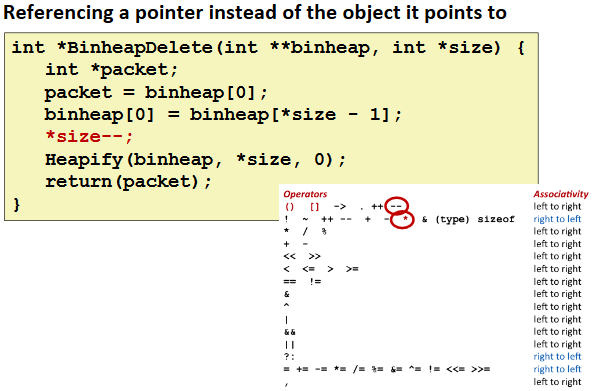 Referencing a pointer instead of the object it points to
int *BinheapDelete(int **binheap, int *size) {
int *packet;
packet = binheap[0];
binheap[0] = binheap[*size - 1];
*size--;
Heapify(binheap, *size, 0);
return(packet);
}
Operators Associativity
() [] -> . ++ -- left to right
! ~ ++ -- + - * & (type) sizeof right to left
* / % left to right
+ - left to right
<< >> left to right
< <= > >= left to right
== != left to right
& left to right
^ left to right
| left to right
&& left to right
|| left to right
?: right to left
= += -= *= /= %= &= ^= != <<= >>= right to left
, left to right